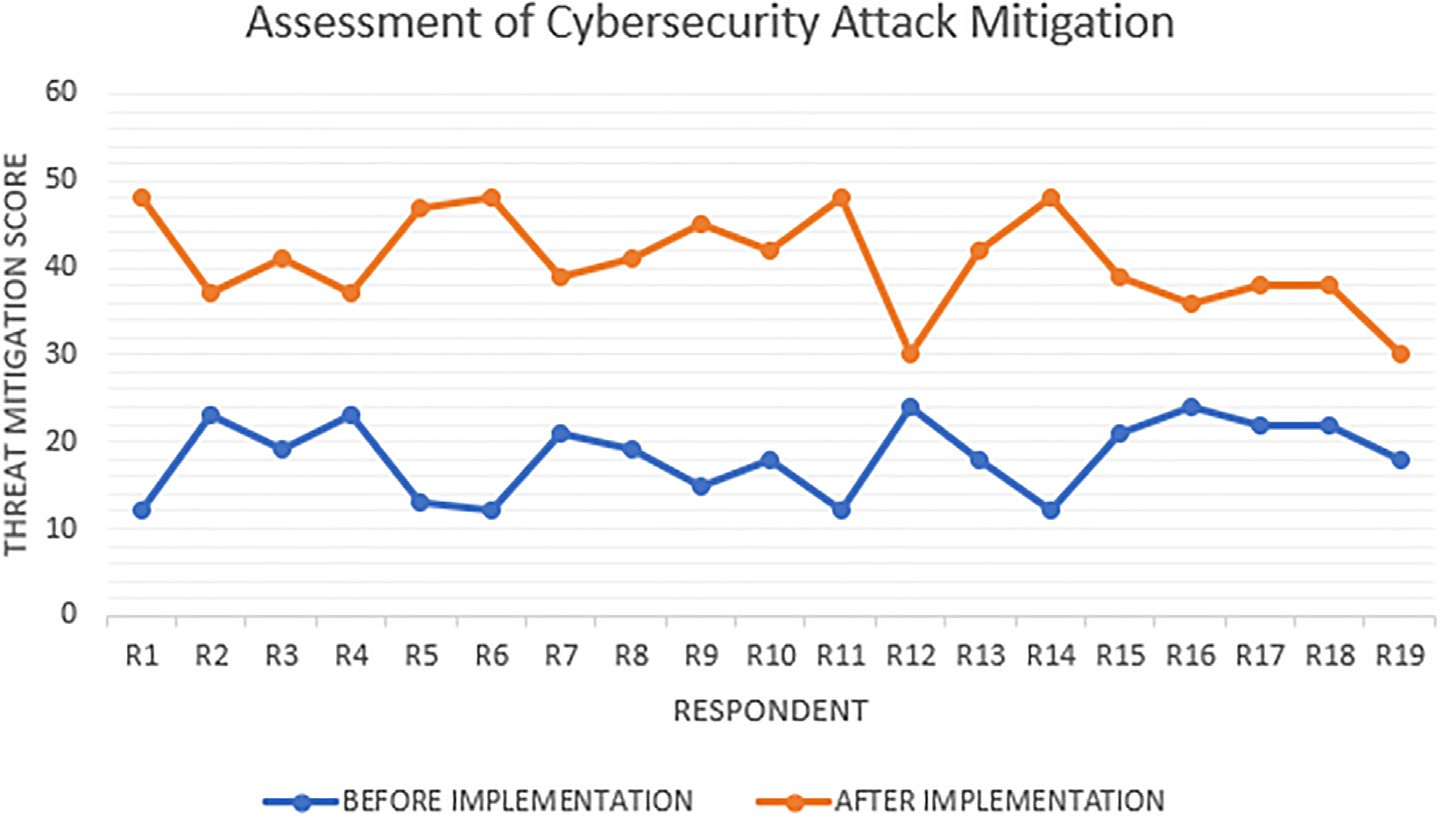 Assessment of Cybersecurity Attack Mitigation
THREAT MITIGATION SCORE
60
50
40
30
20
10
0
R1 R2 R3 R4 R5 R6 R7 R8 R9 R10 R11 R12 R13 R14 R15 R16 R17 R18 R19
RESPONDENT
BEFORE IMPLEMENTATION AFTER IMPLEMENTATION